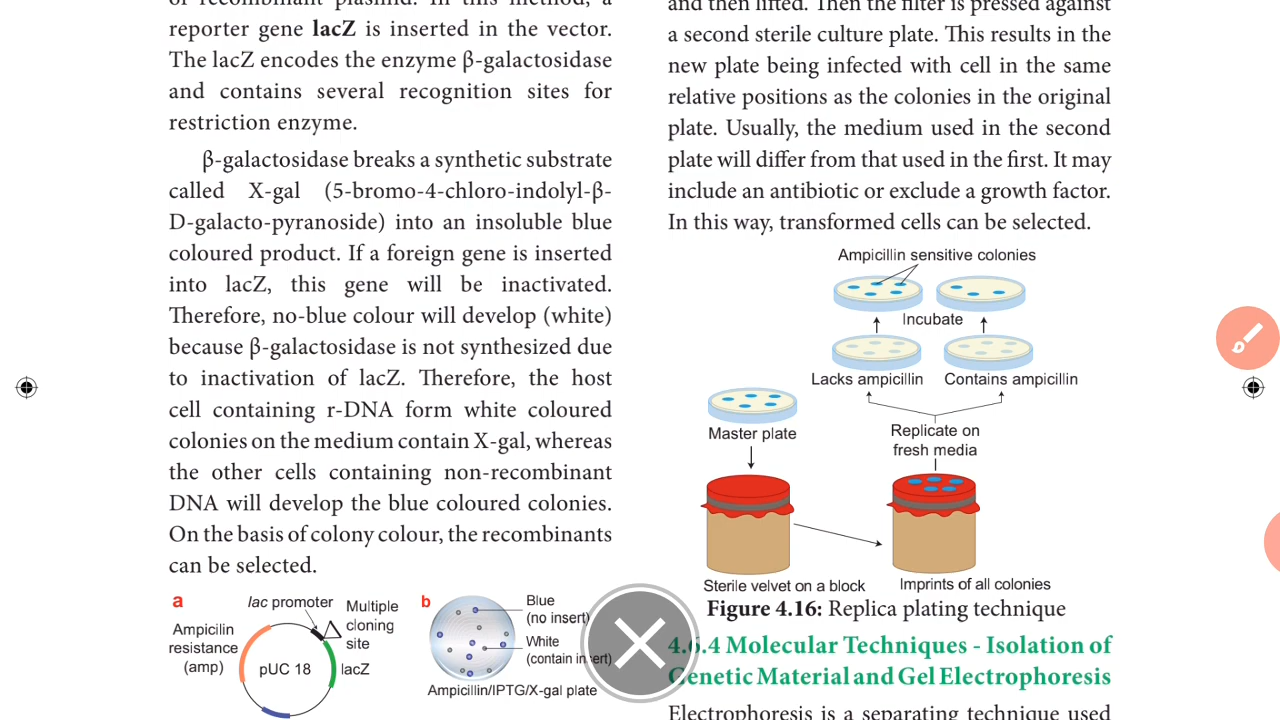 of recombinant plasmid. In this method, a
reporter gene lacZ is inserted in the vector.
The lacZ encodes the enzyme β-galactosidase
and contains several recognition sites for
restriction enzyme.
β-galactosidase breaks a synthetic substrate
called X-gal (5-bromo-4-chloro-indolyl-β-
D-galacto-pyranoside) into an insoluble blue
coloured product. If a foreign gene is inserted
into lacZ, this gene will be inactivated.
Therefore, no-blue colour will develop (white)
because β-galactosidase is not synthesized due
to inactivation of lacZ. Therefore, the host
cell containing r-DNA form white coloured
colonies on the medium contain X-gal, whereas
the other cells containing non-recombinant
DNA will develop the blue coloured colonies.
On the basis of colony colour, the recombinants
can be selected.
a
lac promoter
Multiple
cloning
site
Ampicilin
resistance
(amp)
pUC 18
lacZ
b
Blue
(no insert)
White
(contain insert)
Ampicillin/IPTG/X-gal plate
and then lifted. Then the filter is pressed against
a second sterile culture plate. This results in the
new plate being infected with cell in the same
relative positions as the colonies in the original
plate. Usually, the medium used in the second
plate will differ from that used in the first. It may
include an antibiotic or exclude a growth factor.
In this way, transformed cells can be selected.
Ampicillin sensitive colonies
Incubate
Lacks ampicillin
Contains ampicillin
Master plate
Replicate on
fresh media
Sterile velvet on a block
Imprints of all colonies
Figure 4.16: Replica plating technique
4.6.4 Molecular Techniques - Isolation of
Genetic Material and Gel Electrophoresis
Electrophoresis is a separating technique used